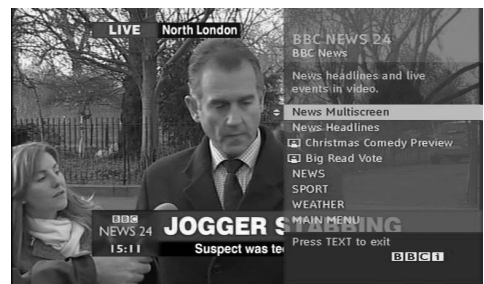 LIVE North London
BBC NEWS 24
BBC News
News headlines and live
events in video.
News Multiscreen
News Headlines
Christmas Comedy Preview
Big Read Vote
NEWS
SPORT
WEATHER
MAIN MENU
Press TEXT to exit
BBC 1
BBC
NEWS 24
15:11
JOGGER STABBING
Suspect was